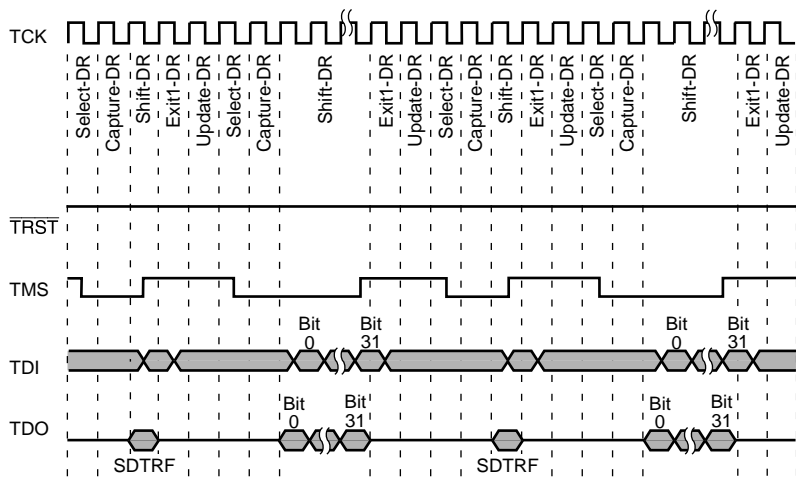 TCK
Select-DR
Capture-DR
Shift-DR
Exit1-DR
Update-DR
Select-DR
Capture-DR
Shift-DR
Exit1-DR
Update-DR
Select-DR
Capture-DR
Shift-DR
Exit1-DR
Update-DR
Select-DR
Capture-DR
Shift-DR
Exit1-DR
Update-DR
TRST
TMS
Bit
0
Bit
31
Bit
0
Bit
31
TDI
Bit
0
Bit
31
Bit
0
Bit
31
TDO
SDTRF
SDTRF